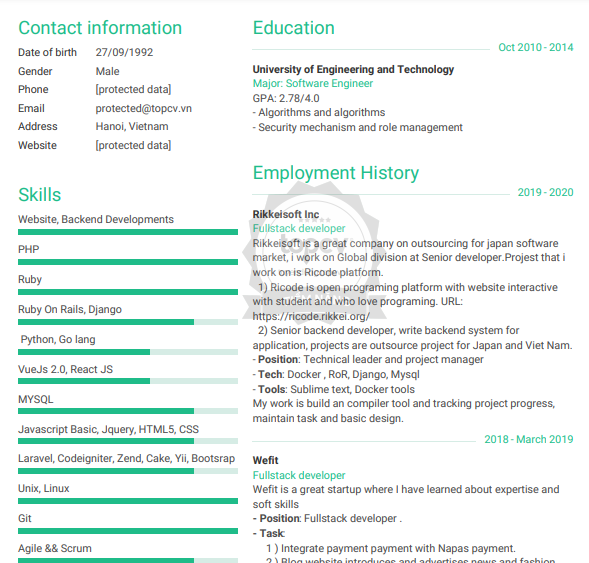 Contact information
Date of birth 27/09/1992
Gender Male
Phone [protected data]
Email protected@topcv.vn
Address Hanoi, Vietnam
Website [protected data]
Skills
Website, Backend Developments
PHP
Ruby
Ruby On Rails, Django
Python, Go lang
VueJs 2.0, React JS
MYSQL
Javascript Basic, Jquery, HTML5, CSS
Laravel, Codeigniter, Zend, Cake, Yii, Bootsrap
Unix, Linux
Git
Agile && Scrum
Education
Oct 2010 - 2014
University of Engineering and Technology
Major: Software Engineer
GPA: 2.78/4.0
- Algorithms and algorithms
- Security mechanism and role management
Employment History
2019 - 2020
Rikkeisoft Inc
Fullstack developer
Rikkeisoft is a great company on outsourcing for japan software
market, i work on Global division at Senior developer.Projest that i
work on is Ricode platform.
1) Ricode is open programing platform with website interactive
with student and who love programing. URL:
https://ricode.rikkei.org/
2) Senior backend developer, write backend system for
application, projects are outsource project for Japan and Viet Nam.
- Position: Technical leader and project manager
- Tech: Docker , RoR, Django, Mysql
- Tools: Sublime text, Docker tools
My work is build an compiler tool and tracking project progress,
maintain task and basic design.
2018 - March 2019
Wefit
Fullstack developer
Wefit is a great startup where I have learned about expertise and
soft skills
- Position: Fullstack developer .
- Task:
1 ) Integrate payment payment with Napas payment.
2 ) Blog website introduces and advertises news and fashion
topcv